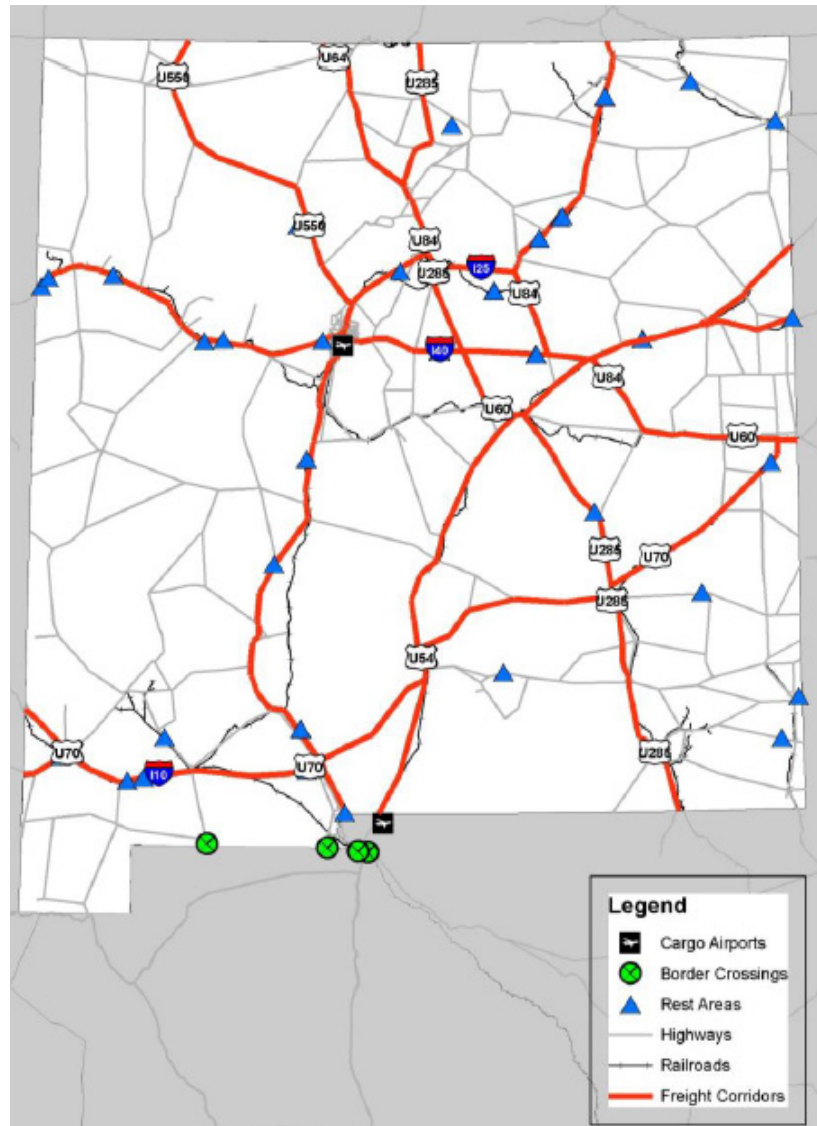 U64
U550
U285
U550
U84
I25
U285
U84
I40
U84
U60
U60
U285
U70
U285
U54
U70
U285
U70
I10
Legend
Cargo Airports
Border Crossings
Rest Areas
Highways
Railroads
Freight Corridors